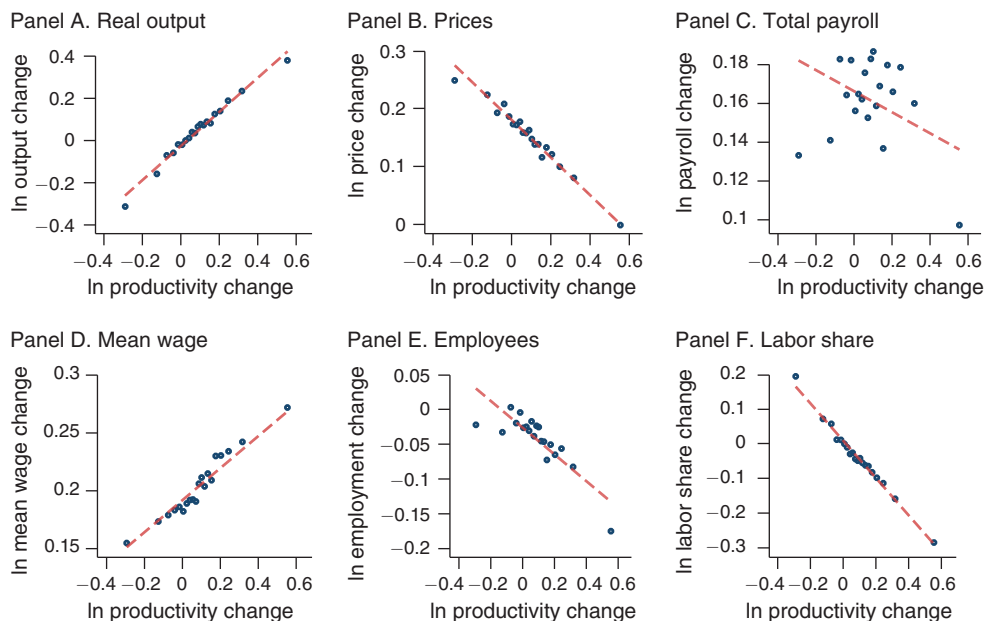 Panel A. Real output
Panel B. Prices
Panel C. Total payroll
ln output change
0.4
0.2
0
−0.2
−0.4
−0.4 −0.2 0 0.2 0.4 0.6
ln productivity change
ln price change
0.3
0.2
0.1
0
−0.4 −0.2 0 0.2 0.4 0.6
ln productivity change
ln payroll change
0.18
0.16
0.14
0.12
0.1
−0.4 −0.2 0 0.2 0.4 0.6
ln productivity change
Panel D. Mean wage
Panel E. Employees
Panel F. Labor share
ln mean wage change
0.3
0.25
0.2
0.15
−0.4 −0.2 0 0.2 0.4 0.6
ln productivity change
ln employment change
0.05
0
−0.05
−0.1
−0.15
−0.2
−0.4 −0.2 0 0.2 0.4 0.6
ln productivity change
ln labor share change
0.2
0.1
0
−0.1
−0.2
−0.3
−0.4 −0.2 0 0.2 0.4 0.6
ln productivity change